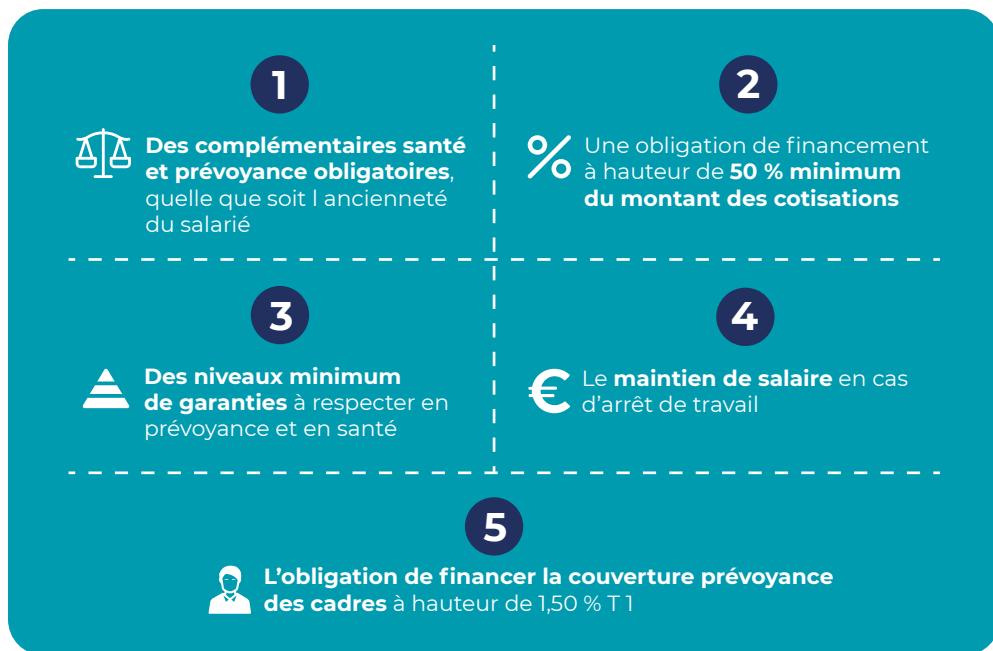 1
Des complémentaires santé
et prévoyance obligatoires,
quelle que soit l ancienneté
du salarié
2
%
Une obligation de financement
à hauteur de 50 % minimum
du montant des cotisations
3
Des niveaux minimum
de garanties à respecter en
prévoyance et en santé
4
€
Le maintien de salaire en cas
d’arrêt de travail
5
L’obligation de financer la couverture prévoyance
des cadres à hauteur de 1,50 % T 1